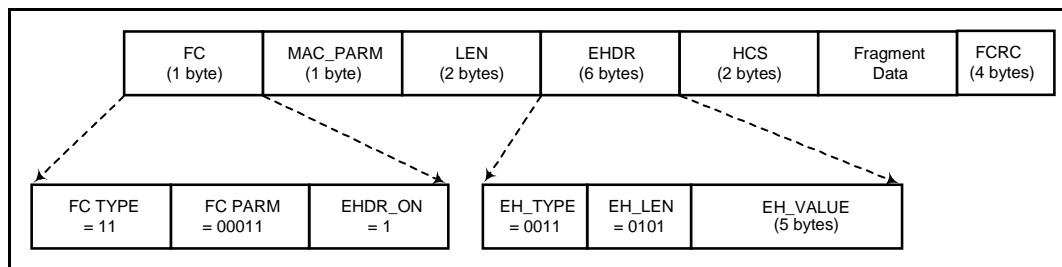 FC
(1 byte)
MAC_PARM
(1 byte)
LEN
(2 bytes)
EHDR
(6 bytes)
HCS
(2 bytes)
Fragment
Data
FCRC
(4 bytes)
FC TYPE
= 11
FC PARM
= 00011
EHDR_ON
= 1
EH_TYPE
= 0011
EH_LEN
= 0101
EH_VALUE
(5 bytes)